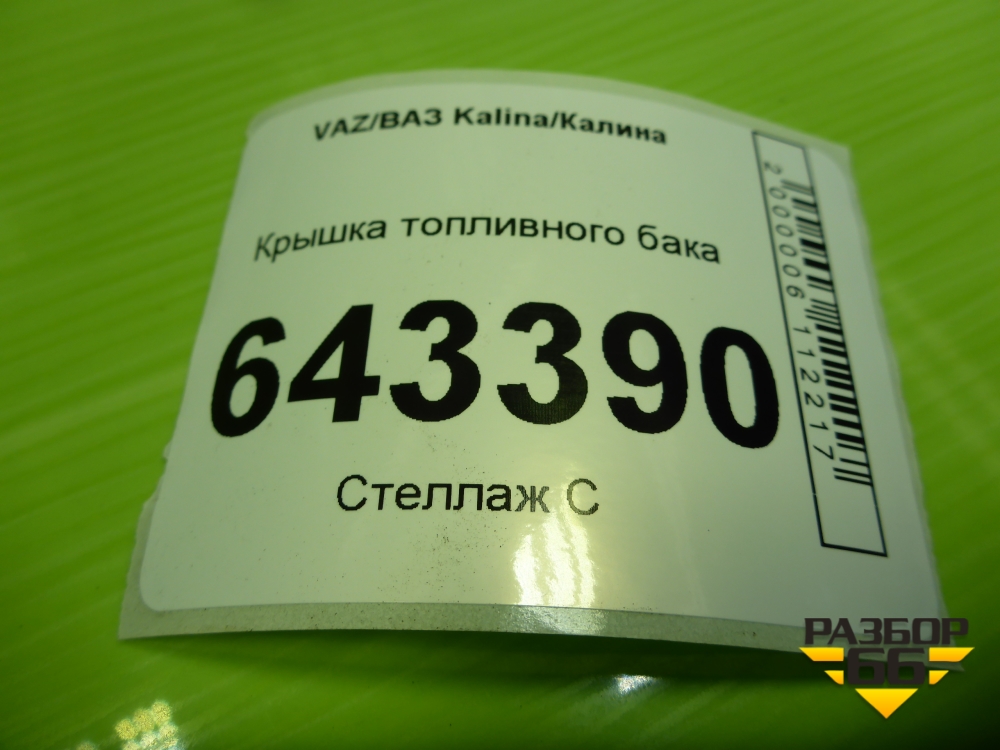 VAZ/ВАЗ Kalina/Калина
Крышка топливного бака
643390
Стеллаж С
2000006112217
РАЗБОР
66